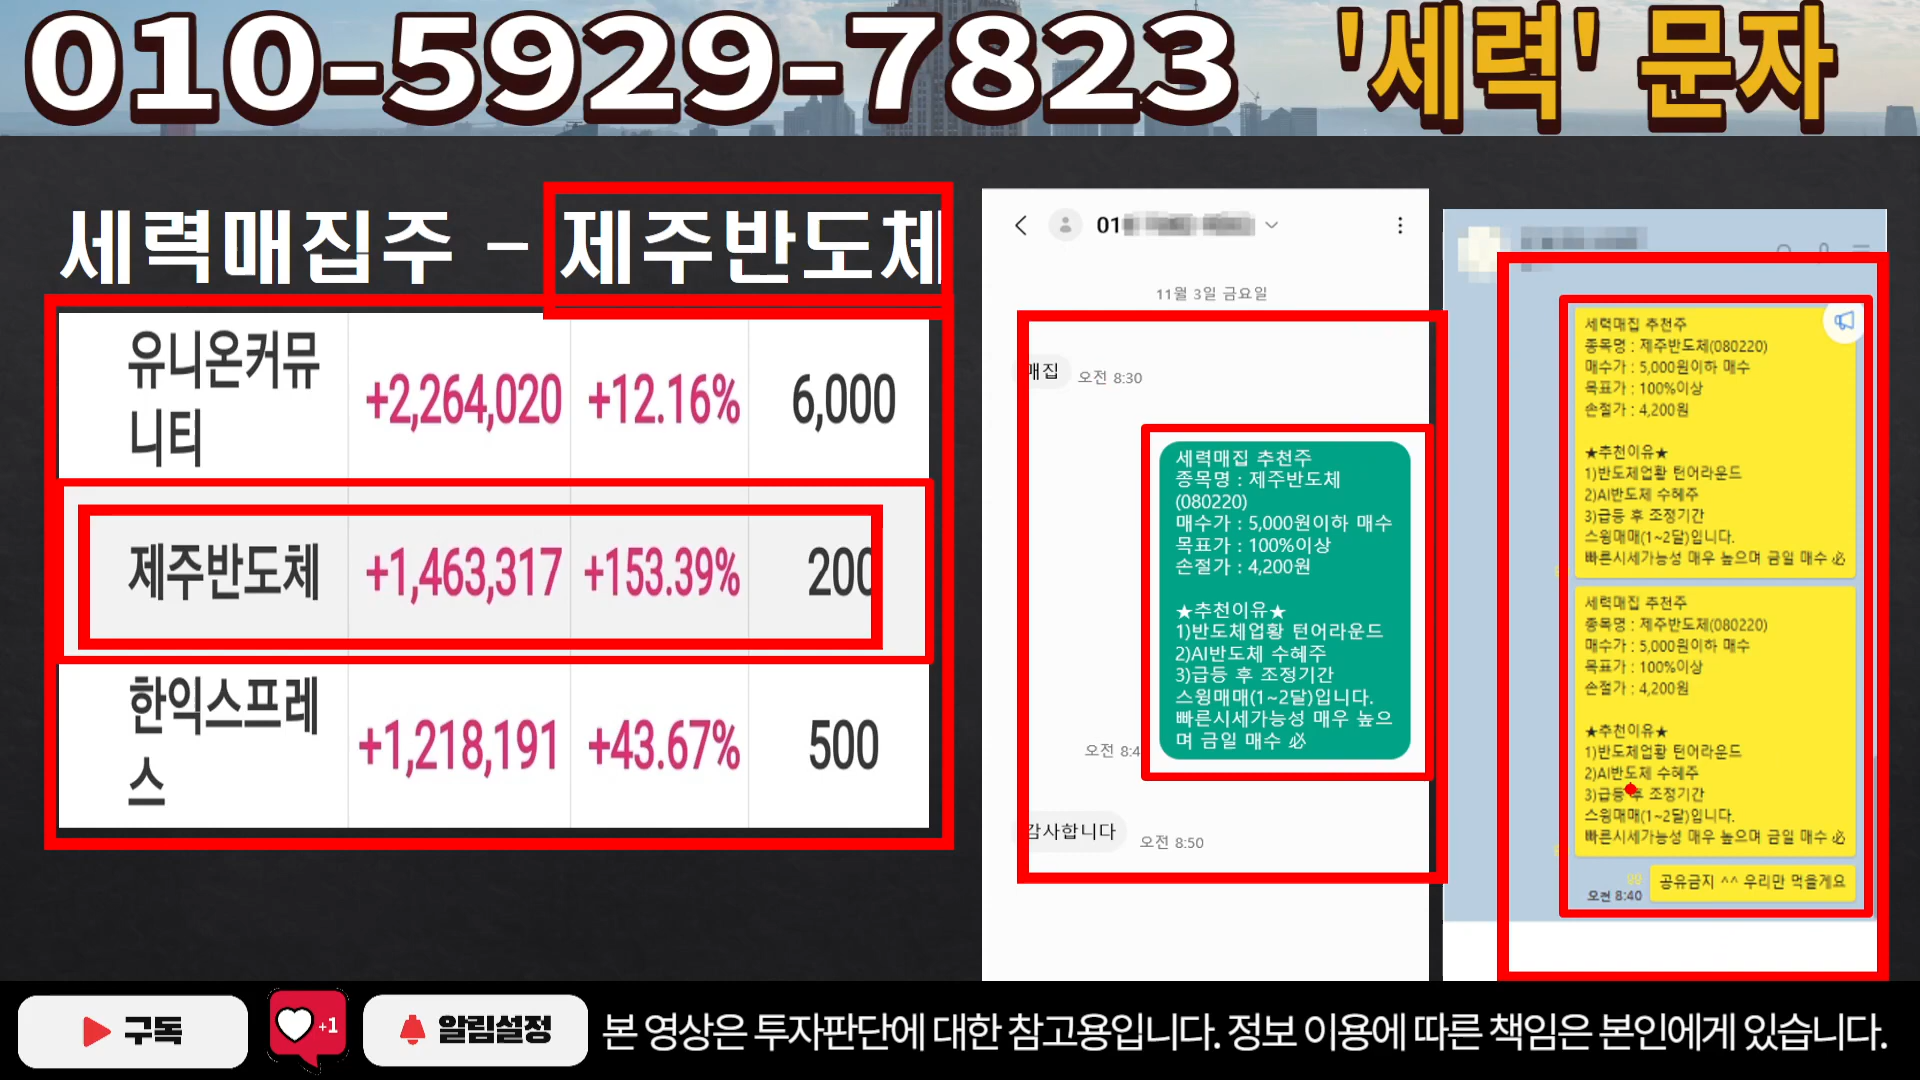 010-5929-7823 '세력' 문자
세력매집주 - 제주반도체
유니온커뮤
니티
+2,264,020 +12.16% 6,000
제주반도체 +1,463,317 +153.39% 200
한익스프레
스
+1,218,191 +43.67% 500
01
11월 3일 금요일
매집 오전 8:30
세력매집 추천주
종목명 : 제주반도체
(080220)
매수가 : 5,000원이하 매수
목표가 : 100%이상
손절가 : 4,200원
★추천이유★
1)반도체업황 턴어라운드
2)AI반도체 수혜주
3)급등 후 조정기간
스윙매매(1~2달)입니다.
빠른시세가능성 매우 높으
며 금일 매수 必
오전 8:4
감사합니다 오전 8:50
세력매집 추천주
종목명 : 제주반도체(080220)
매수가 : 5,000원이하 매수
목표가 : 100%이상
손절가 : 4,200원
★추천이유★
1)반도체업황 턴어라운드
2)AI반도체 수혜주
3)급등 후 조정기간
스윙매매(1~2달)입니다.
빠른시세가능성 매우 높으며 금일 매수 必
세력매집 추천주
종목명 : 제주반도체(080220)
매수가 : 5,000원이하 매수
목표가 : 100%이상
손절가 : 4,200원
★추천이유★
1)반도체업황 턴어라운드
2)AI반도체 수혜주
3)급등 후 조정기간
스윙매매(1~2달)입니다.
빠른시세가능성 매우 높으며 금일 매수 必
오전 8:40 공유금지 ^^ 우리만 먹을게요
구독 +1 알림설정 본 영상은 투자판단에 대한 참고용입니다. 정보 이용에 따른 책임은 본인에게 있습니다.